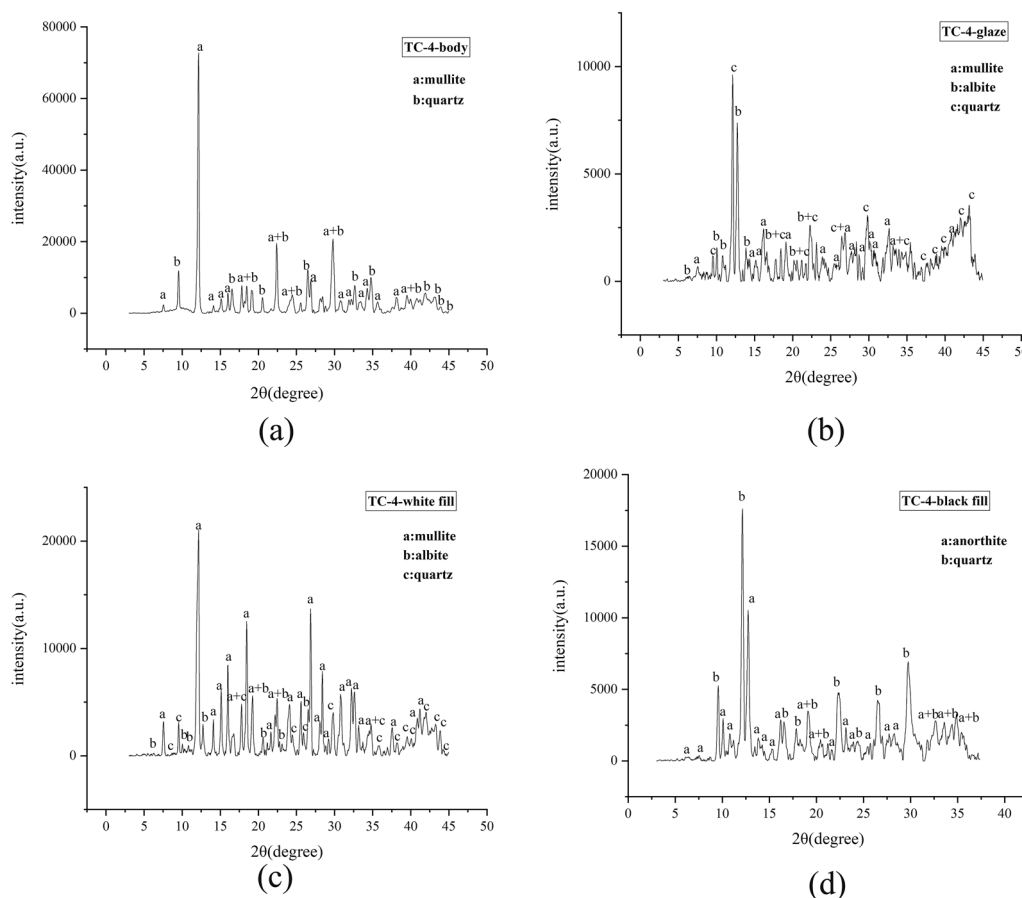 80000
60000
40000
20000
0
intensity(a.u.)
TC-4-body
a:mullite
b:quartz
a
a
b
a
a
a
b
a+b
b
a+b
a+b
b
a
a+b
a
a
b
a
a
b
a
a
a+b
b
b
b
0 5 10 15 20 25 30 35 40 45 50
2θ(degree)
(a)
10000
5000
0
intensity(a.u.)
TC-4-glaze
a:mullite
b:albite
c:quartz
b
a
c
b
b
c
b
b
a
a
a
b+c
a
b+c
b+c
a
a
c+a
a
c
a
a
a
a+c
c
c
c
a
c
c
0 5 10 15 20 25 30 35 40 45 50
2θ(degree)
(b)
20000
10000
0
intensity(a.u.)
TC-4-white fill
a:mullite
b:albite
c:quartz
b
a
c
c
b
b
a
b
a
a
a
a+c
a
a+b
b
a
a+b
b
a
c
a
c
b
a
a
a
a
c
a
a
a
a+c
c
a
c
c
c
a
a
c
c
c
c
0 5 10 15 20 25 30 35 40 45 50
2θ(degree)
(c)
20000
15000
10000
5000
0
intensity(a.u.)
TC-4-black fill
a:anorthite
b:quartz
a
a
b
a
a
b
a
a
a
a
b
b
b
a+b
a+b
a
b
a
a
b
a
b
a
a
b
a+b
a+b
a+b
0 5 10 15 20 25 30 35 40
2θ(degree)
(d)